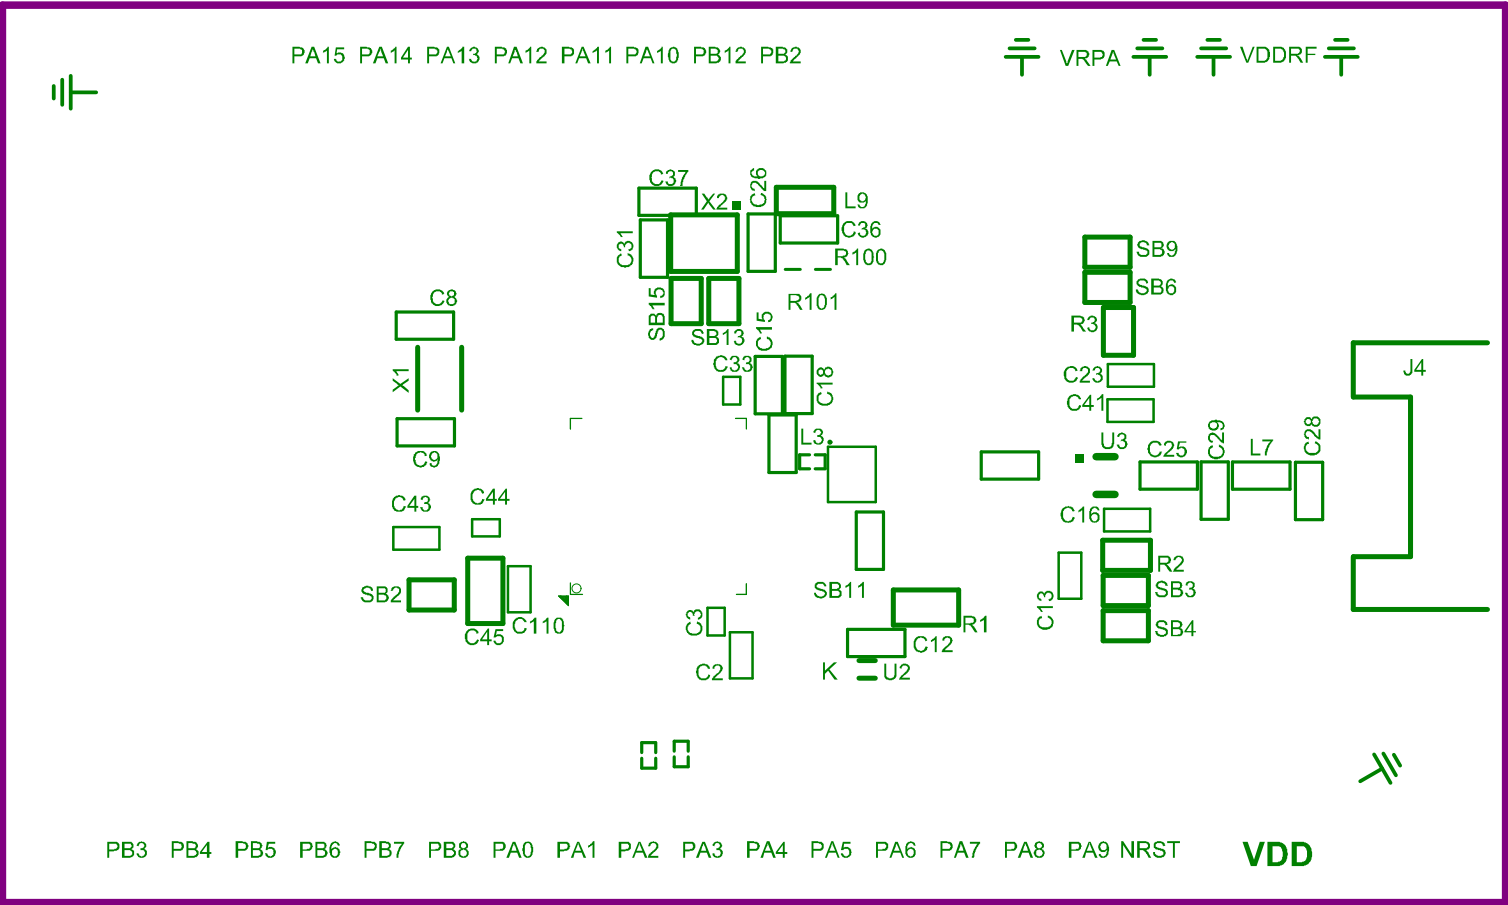 PA15 PA14 PA13 PA12 PA11 PA10 PB12 PB2 VRPA VDDRF
C37
X2
C26
L9
C36
C31
R100
SB9
SB6
C8
SB15
R101
SB13
C15
R3
X1
C33
C18
C23
C41
J4
C9
L3
U3
C25
C29
L7
C28
C43
C44
C16
SB2
C45
C110
C3
C2
SB11
R1
C12
K
U2
C13
R2
SB3
SB4
PB3 PB4 PB5 PB6 PB7 PB8 PA0 PA1 PA2 PA3 PA4 PA5 PA6 PA7 PA8 PA9 NRST VDD